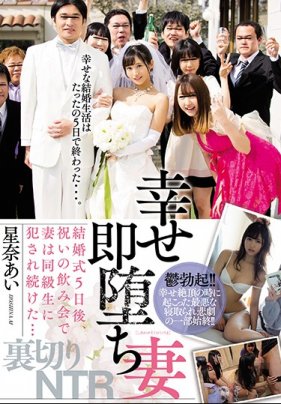 幸せな結婚生活は
たったの5日で終わった・・・。
幸せ
即堕ち妻
結婚式5日後、
祝いの飲み会で
妻は同級生に
犯され続けた…
裏切り
NTR
星奈あい
鬱勃起!!
幸せ絶頂の時に
起こった最悪な
寝取られ悲劇の
一部始終!!